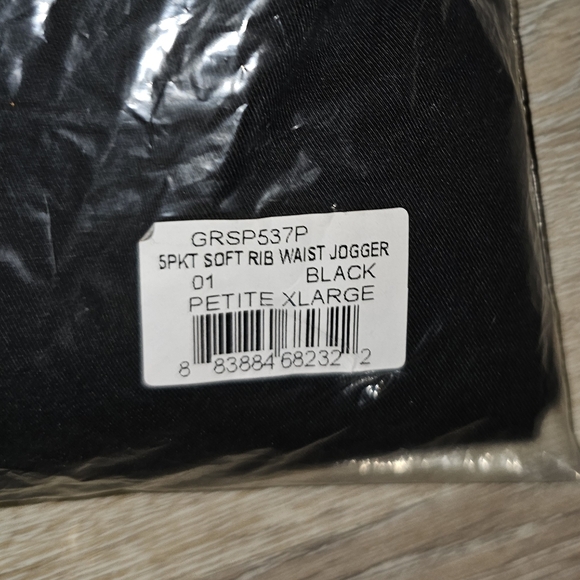 GRSP537P
5PKT SOFT RIB WAIST JOGGER
01 BLACK
PETITE XLARGE
8 83884 68232 2